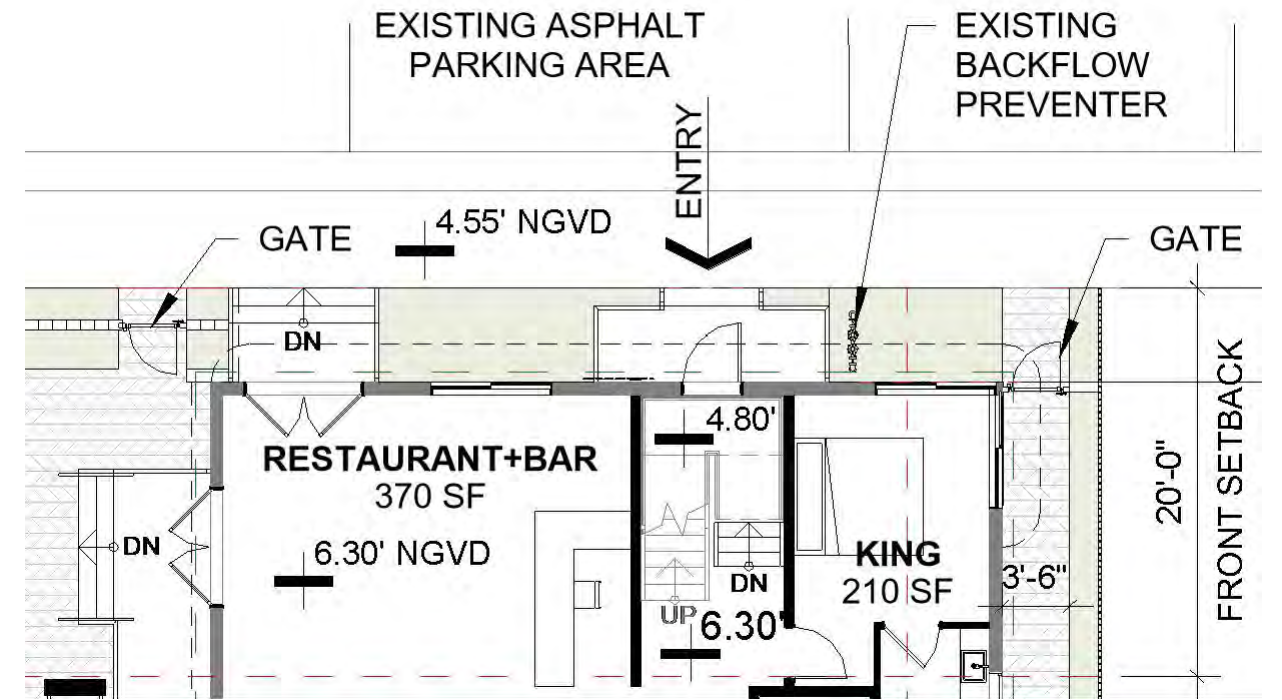 EXISTING ASPHALT
PARKING AREA
EXISTING
BACKFLOW
PREVENTER
ENTRY
4.55' NGVD
GATE
GATE
DN
4.80'
RESTAURANT+BAR
370 SF
6.30' NGVD
DN
DN
UP
6.30'
KING
210 SF
3'-6"
20'-0"
FRONT SETBACK